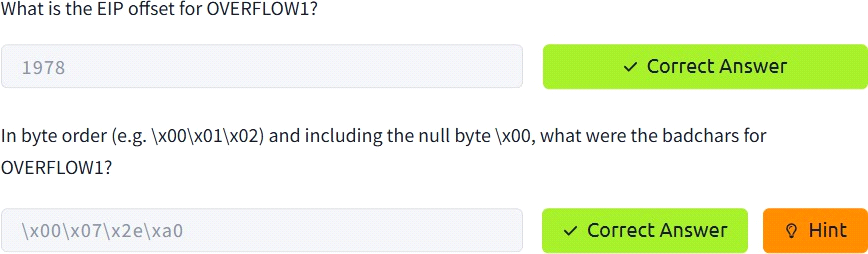 What is the EIP offset for OVERFLOW1?
1978
Correct Answer
In byte order (e.g. \x00\x01\x02) and including the null byte \x00, what were the badchars for
OVERFLOW1?
\x00\x07\x2e\xa0
Correct Answer
Hint